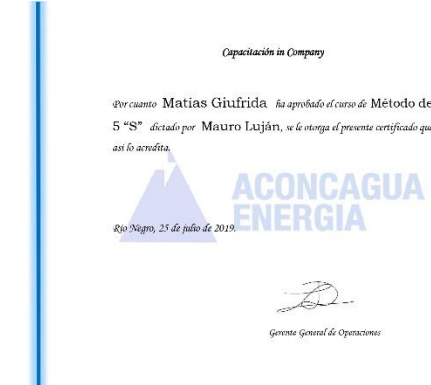 Capacitación in Company
Por cuanto Matías Giufrida ha aprobado el curso de Método de
5 "S" dictado por Mauro Luján, se le otorga el presente certificado que
así lo acredita.
ACONCAGUA
ENERGIA
Río Negro, 25 de julio de 2019.
Gerente General de Operaciones